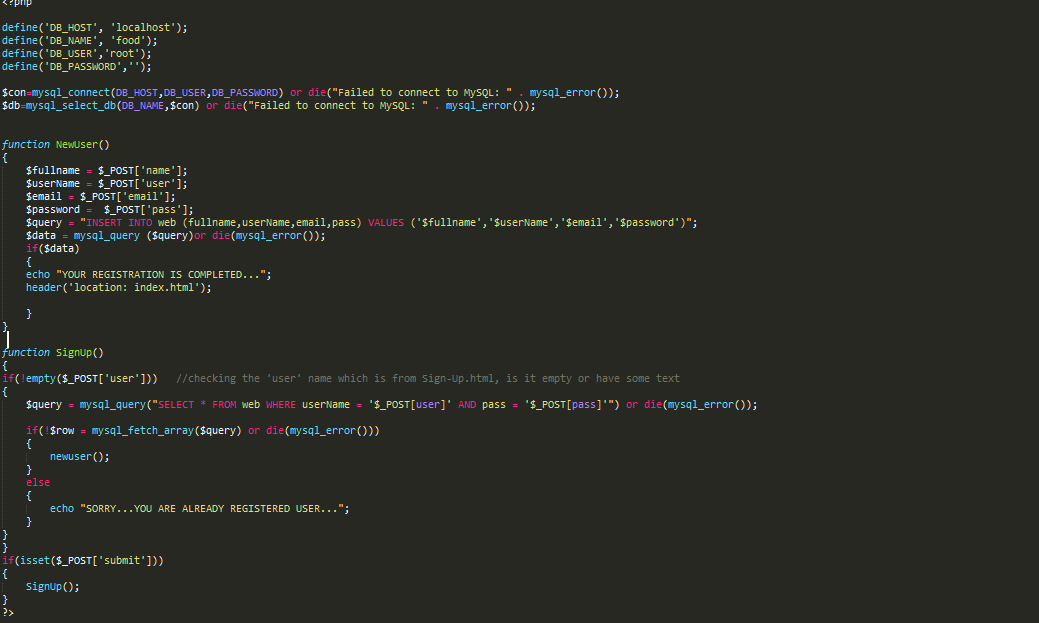 <?php
define('DB_HOST', 'localhost');
define('DB_NAME', 'food');
define('DB_USER','root');
define('DB_PASSWORD','');
$con=mysql_connect(DB_HOST,DB_USER,DB_PASSWORD) or die("Failed to connect to MySQL: " . mysql_error());
$db=mysql_select_db(DB_NAME,$con) or die("Failed to connect to MySQL: " . mysql_error());
function NewUser()
{
$fullname = $_POST['name'];
$userName = $_POST['user'];
$email = $_POST['email'];
$password =  $_POST['pass'];
$query = "INSERT INTO web (fullname,userName,email,pass) VALUES ('$fullname','$userName','$email','$password')";
$data = mysql_query ($query)or die(mysql_error());
if($data)
{
echo "YOUR REGISTRATION IS COMPLETED...";
header('location: index.html');
}
}
function SignUp()
{
if(!empty($_POST['user']))   //checking the 'user' name which is from Sign-Up.html, is it empty or have some text
{
$query = mysql_query("SELECT * FROM web WHERE userName = '$_POST[user]' AND pass = '$_POST[pass]'") or die(mysql_error());
if(!$row = mysql_fetch_array($query) or die(mysql_error()))
{
newuser();
}
else
{
echo "SORRY...YOU ARE ALREADY REGISTERED USER...";
}
}
}
if(isset($_POST['submit']))
{
SignUp();
}
?>